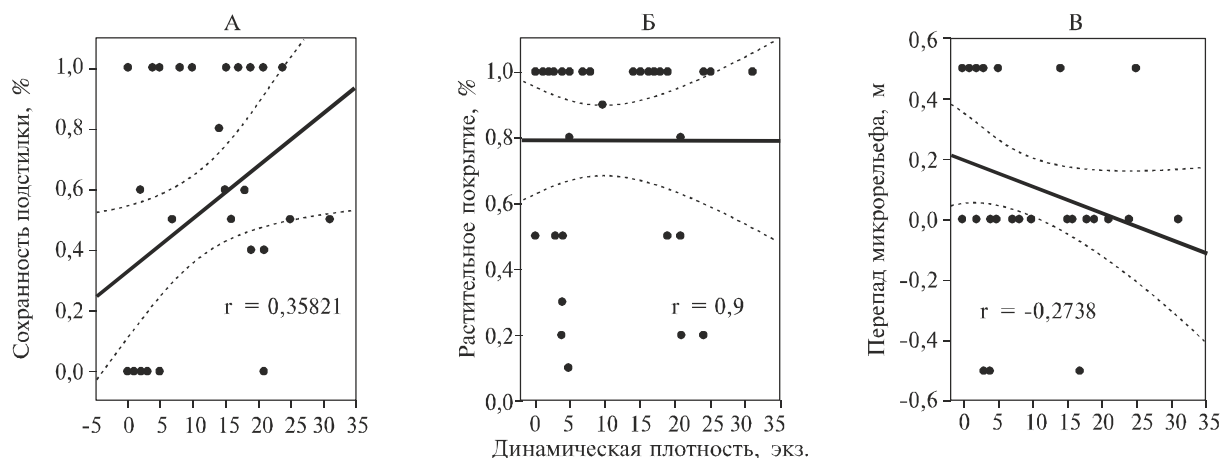 А
Сохранность подстилки, %
1,0
0,8
0,6
0,4
0,2
0,0
-5 0 5 10 15 20 25 30 35
r = 0,35821
Б
Растительное покрытие, %
1,2
1,0
0,8
0,6
0,4
0,2
0,0
0 5 10 15 20 25 30 35
r = 0,9
В
Перепад микрорельефа, м
0,6
0,4
0,2
0,0
-0,2
-0,4
-0,6
0 5 10 15 20 25 30 35
r = -0,2738
Динамическая плотность, экз.